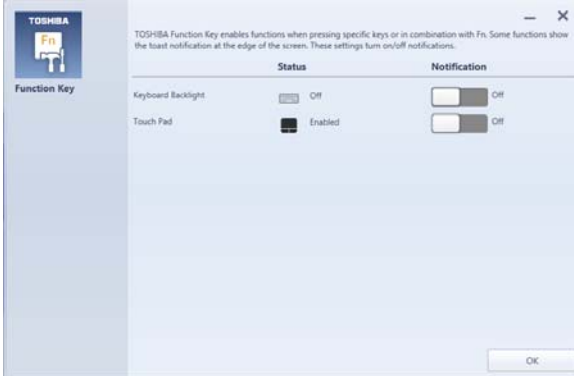 TOSHIBA
Fn
Function Key
TOSHIBA Function Key enables functions when pressing specific keys or in combination with Fn. Some functions show
the toast notification at the edge of the screen. These settings turn on/off notifications.
Status Notification
Keyboard Backlight Off Off
Touch Pad Enabled Off
OK